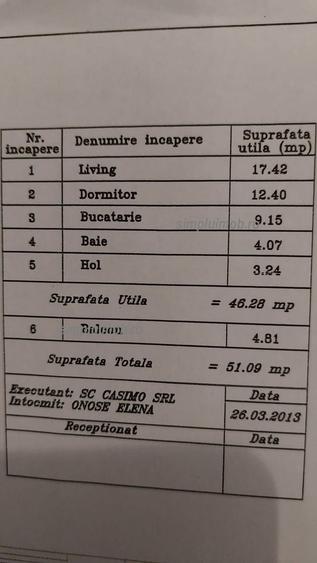 Nr. incapere Denumire incapere Suprafata utila (mp)
1 Living 17.42
2 Dormitor 12.40
3 Bucatarie 9.15
4 Baie 4.07
5 Hol 3.24
Suprafata Utila = 46.28 mp
6 Balcon 4.81
Suprafata Totala = 51.09 mp
Executant: SC CASIMO SRL Data
Intocmit: ONOSE ELENA 26.03.2013
Receptionat Data